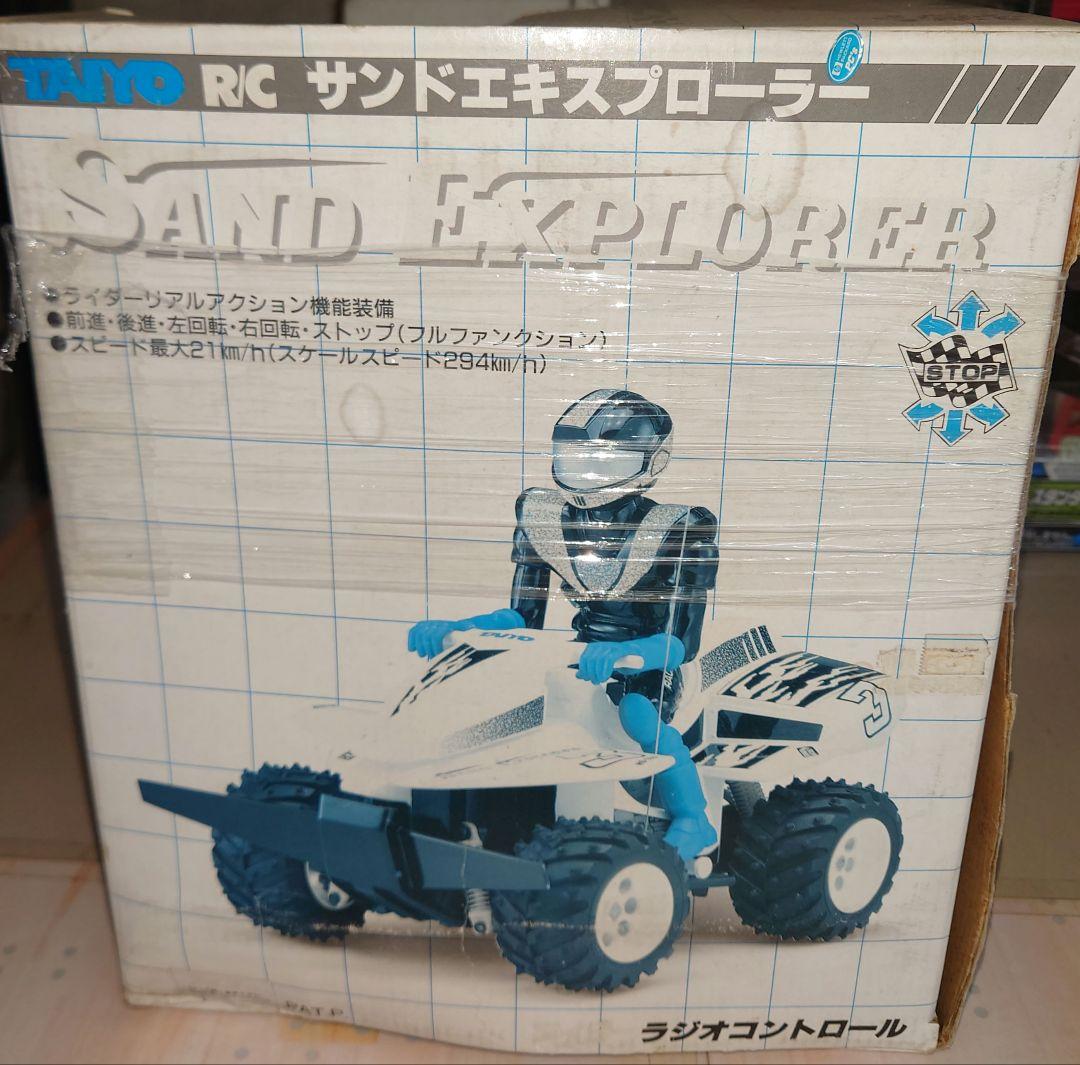 TAIYO R/C サンドエキスプローラー
SAND EXPLORER
●ライダーリアルアクション機能装備
●前進・後進・左回転・右回転・ストップ(フルファンクション)
●スピード最大21km/h(スケールスピード294km/h)
STOP
TAIYO
3
PAT.P
ラジオコントロール